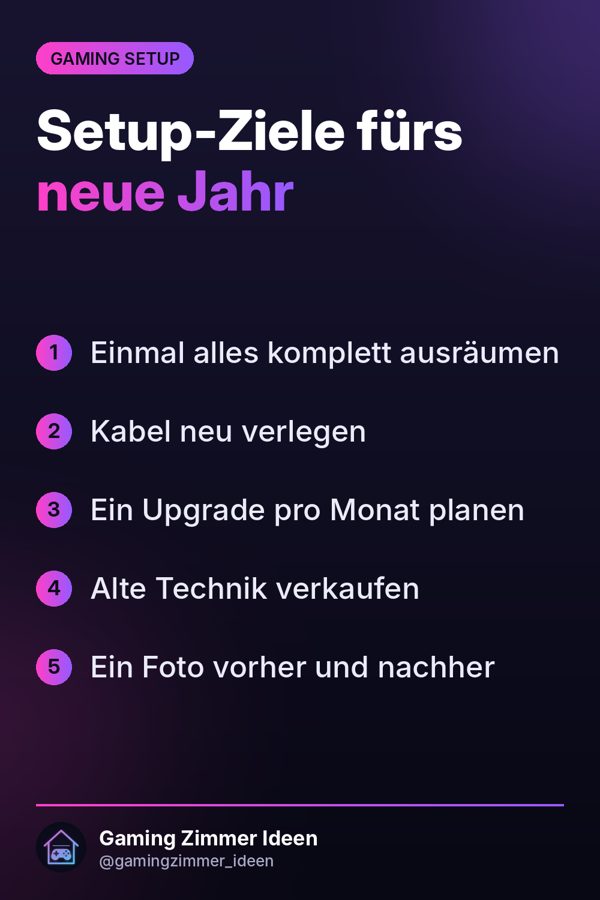 GAMING SETUP
Setup-Ziele fürs
neue Jahr
1 Einmal alles komplett ausräumen
2 Kabel neu verlegen
3 Ein Upgrade pro Monat planen
4 Alte Technik verkaufen
5 Ein Foto vorher und nachher
Gaming Zimmer Ideen
@gamingzimmer_ideen